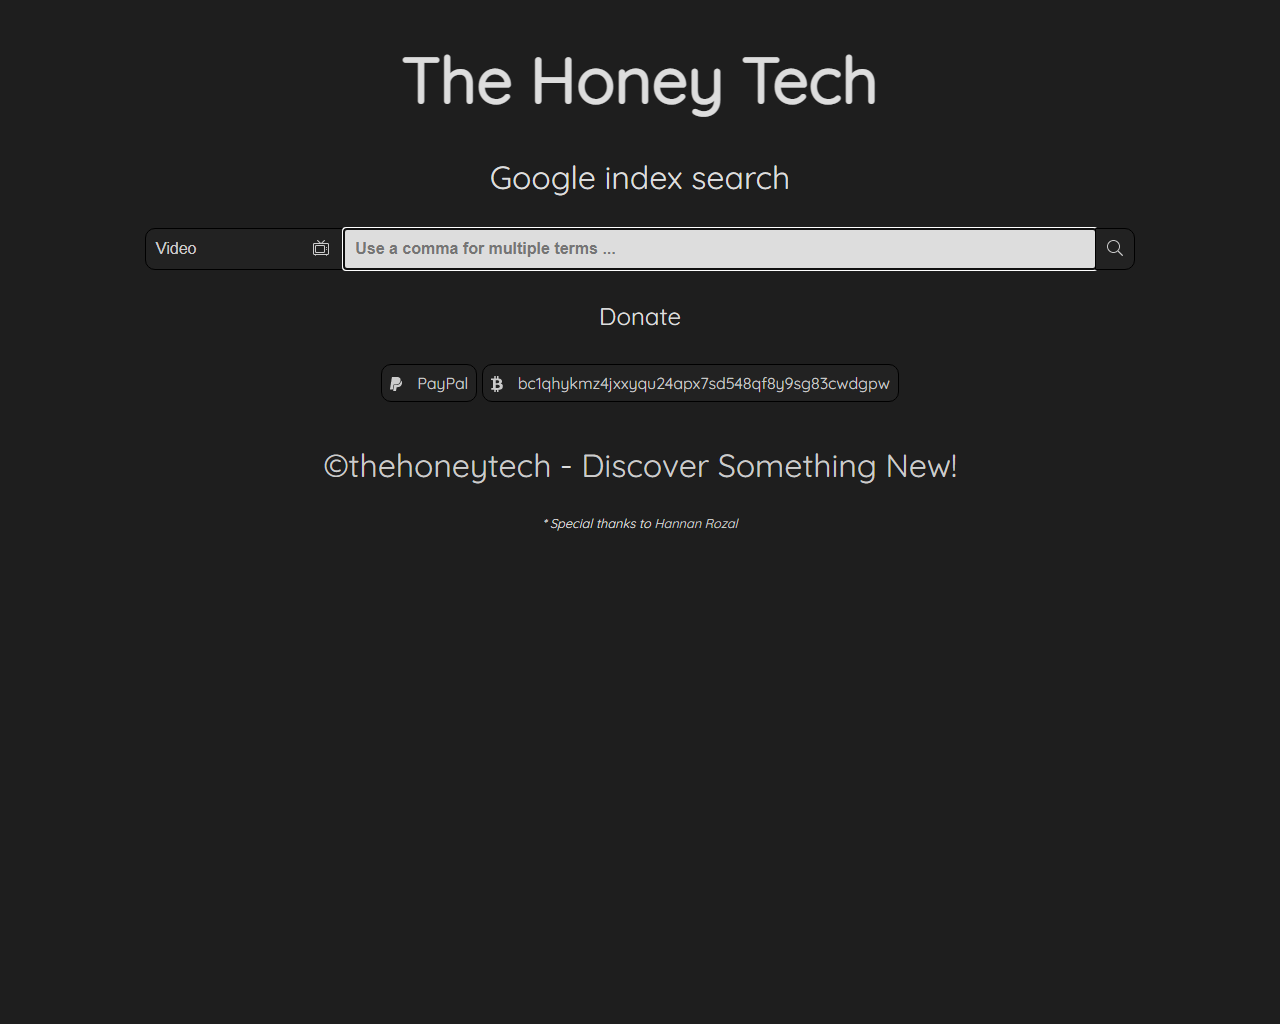 The Honey Tech
Google index search
Video
Use a comma for multiple terms ...
Donate
PayPal
bc1qhykmz4jxxyqu24apx7sd548qf8y9sg83cwdgpw
©thehoneytech - Discover Something New!
* Special thanks to Hannan Rozal